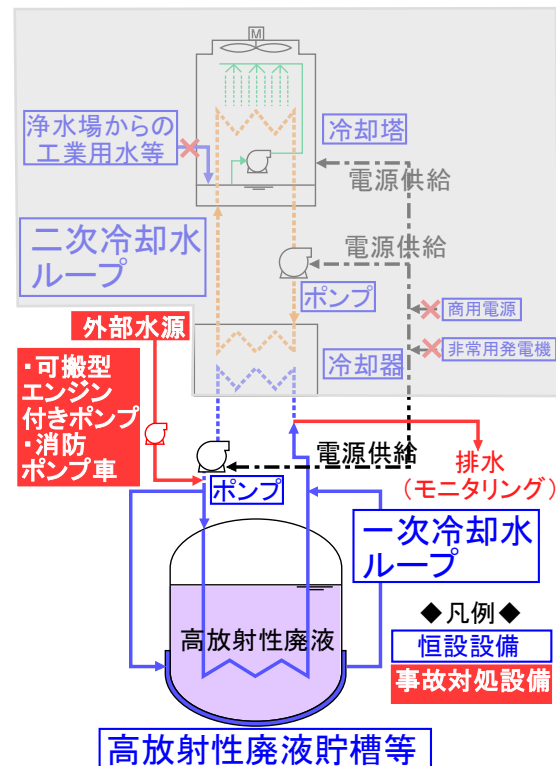 M
浄水場からの
工業用水等
冷却塔
電源供給
二次冷却水
ループ
電源供給
ポンプ
商用電源
外部水源
非常用発電機
冷却器
・可搬型
エンジン
付きポンプ
・消防
ポンプ車
電源供給
排水
(モニタリング)
ポンプ
一次冷却水
ループ
高放射性廃液
◆凡例◆
恒設設備
事故対処設備
高放射性廃液貯槽等